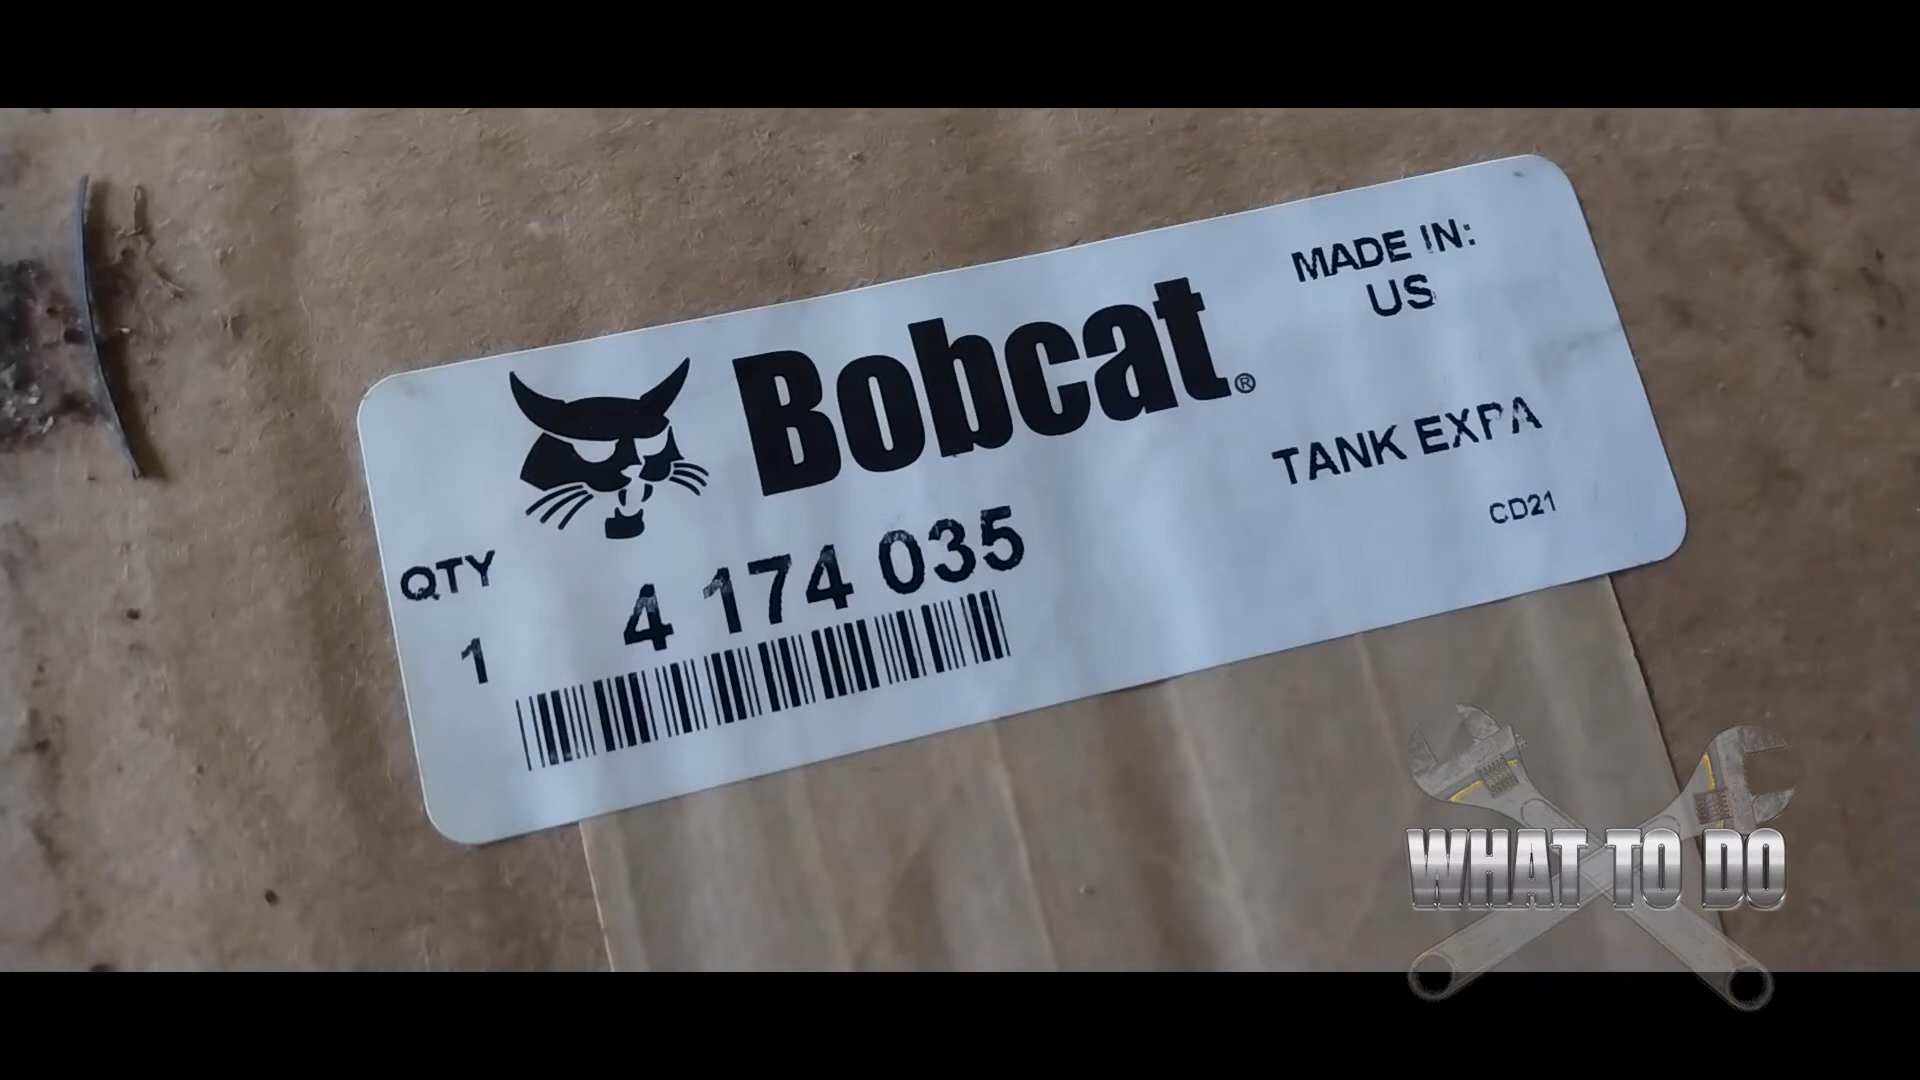 MADE IN:
US
Bobcat®
TANK EXPA
CD21
QTY
4 174 035
1
WHAT TO DO